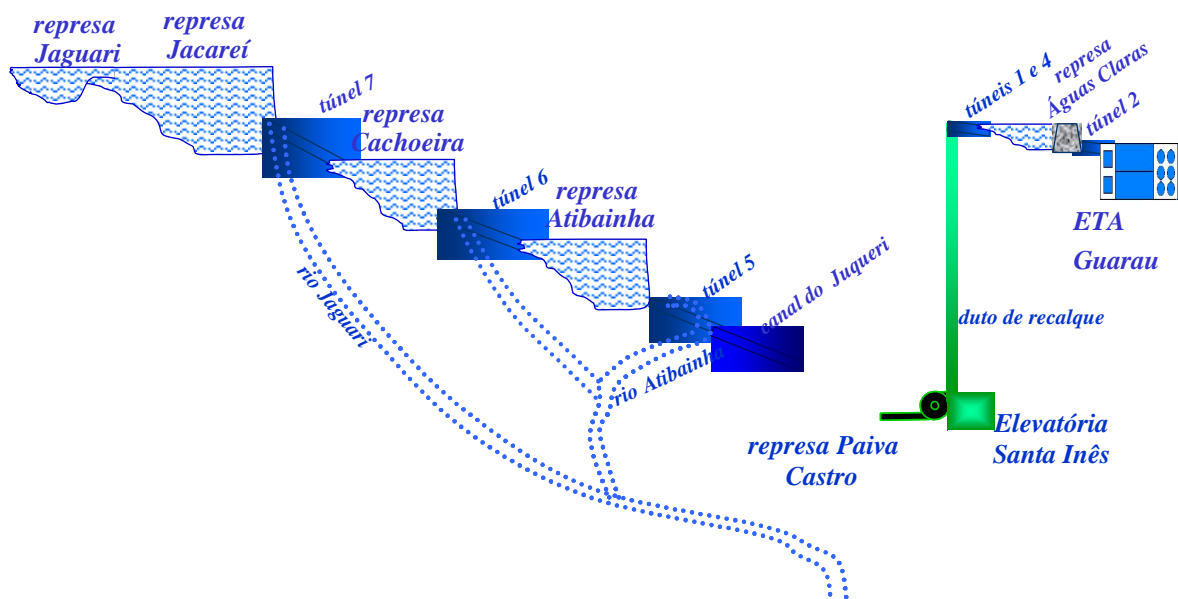 represa
Jaguari
represa
Jacareí
túnel 7
represa
Cachoeira
túnel 6
represa
Atibainha
túnel 5
canal do Juqueri
rio Jaguari
rio Atibainha
túneis 1 e 4
represa
Águas Claras
túnel 2
ETA
Guarau
duto de recalque
Elevatória
Santa Inês
represa Paiva
Castro